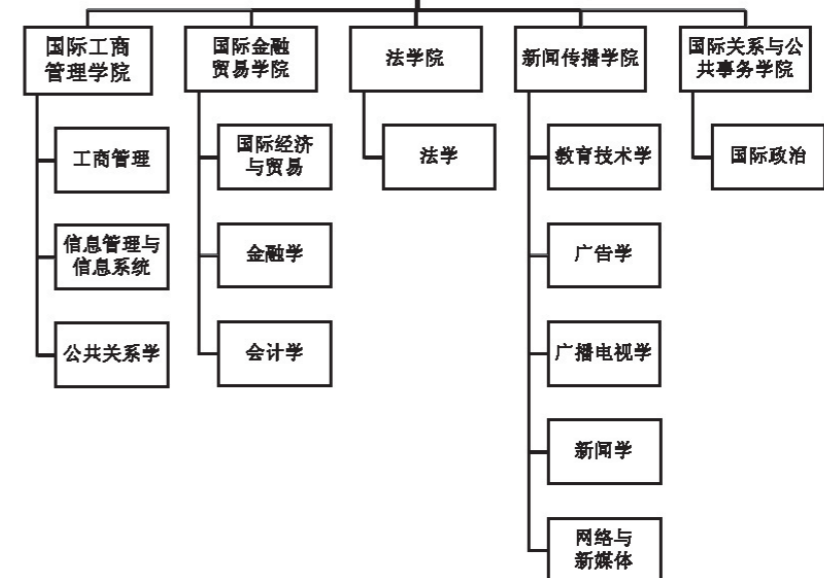 国际工商
管理学院
国际金融
贸易学院
法学院
新闻传播学院
国际关系与公
共事务学院
工商管理
国际经济
与贸易
法学
教育技术学
国际政治
信息管理与
信息系统
金融学
广告学
公共关系学
会计学
广播电视学
新闻学
网络与
新媒体